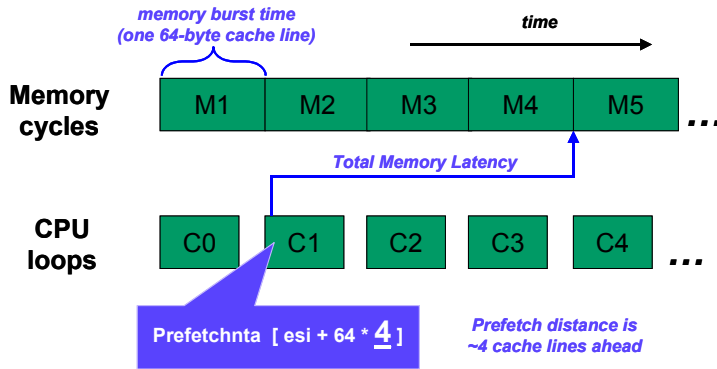 memory burst time
(one 64-byte cache line)
time
Memory
cycles
M1 M2 M3 M4 M5 ...
Total Memory Latency
CPU
loops
C0 C1 C2 C3 C4 ...
Prefetchnta [ esi + 64 * 4 ]
Prefetch distance is
~4 cache lines ahead